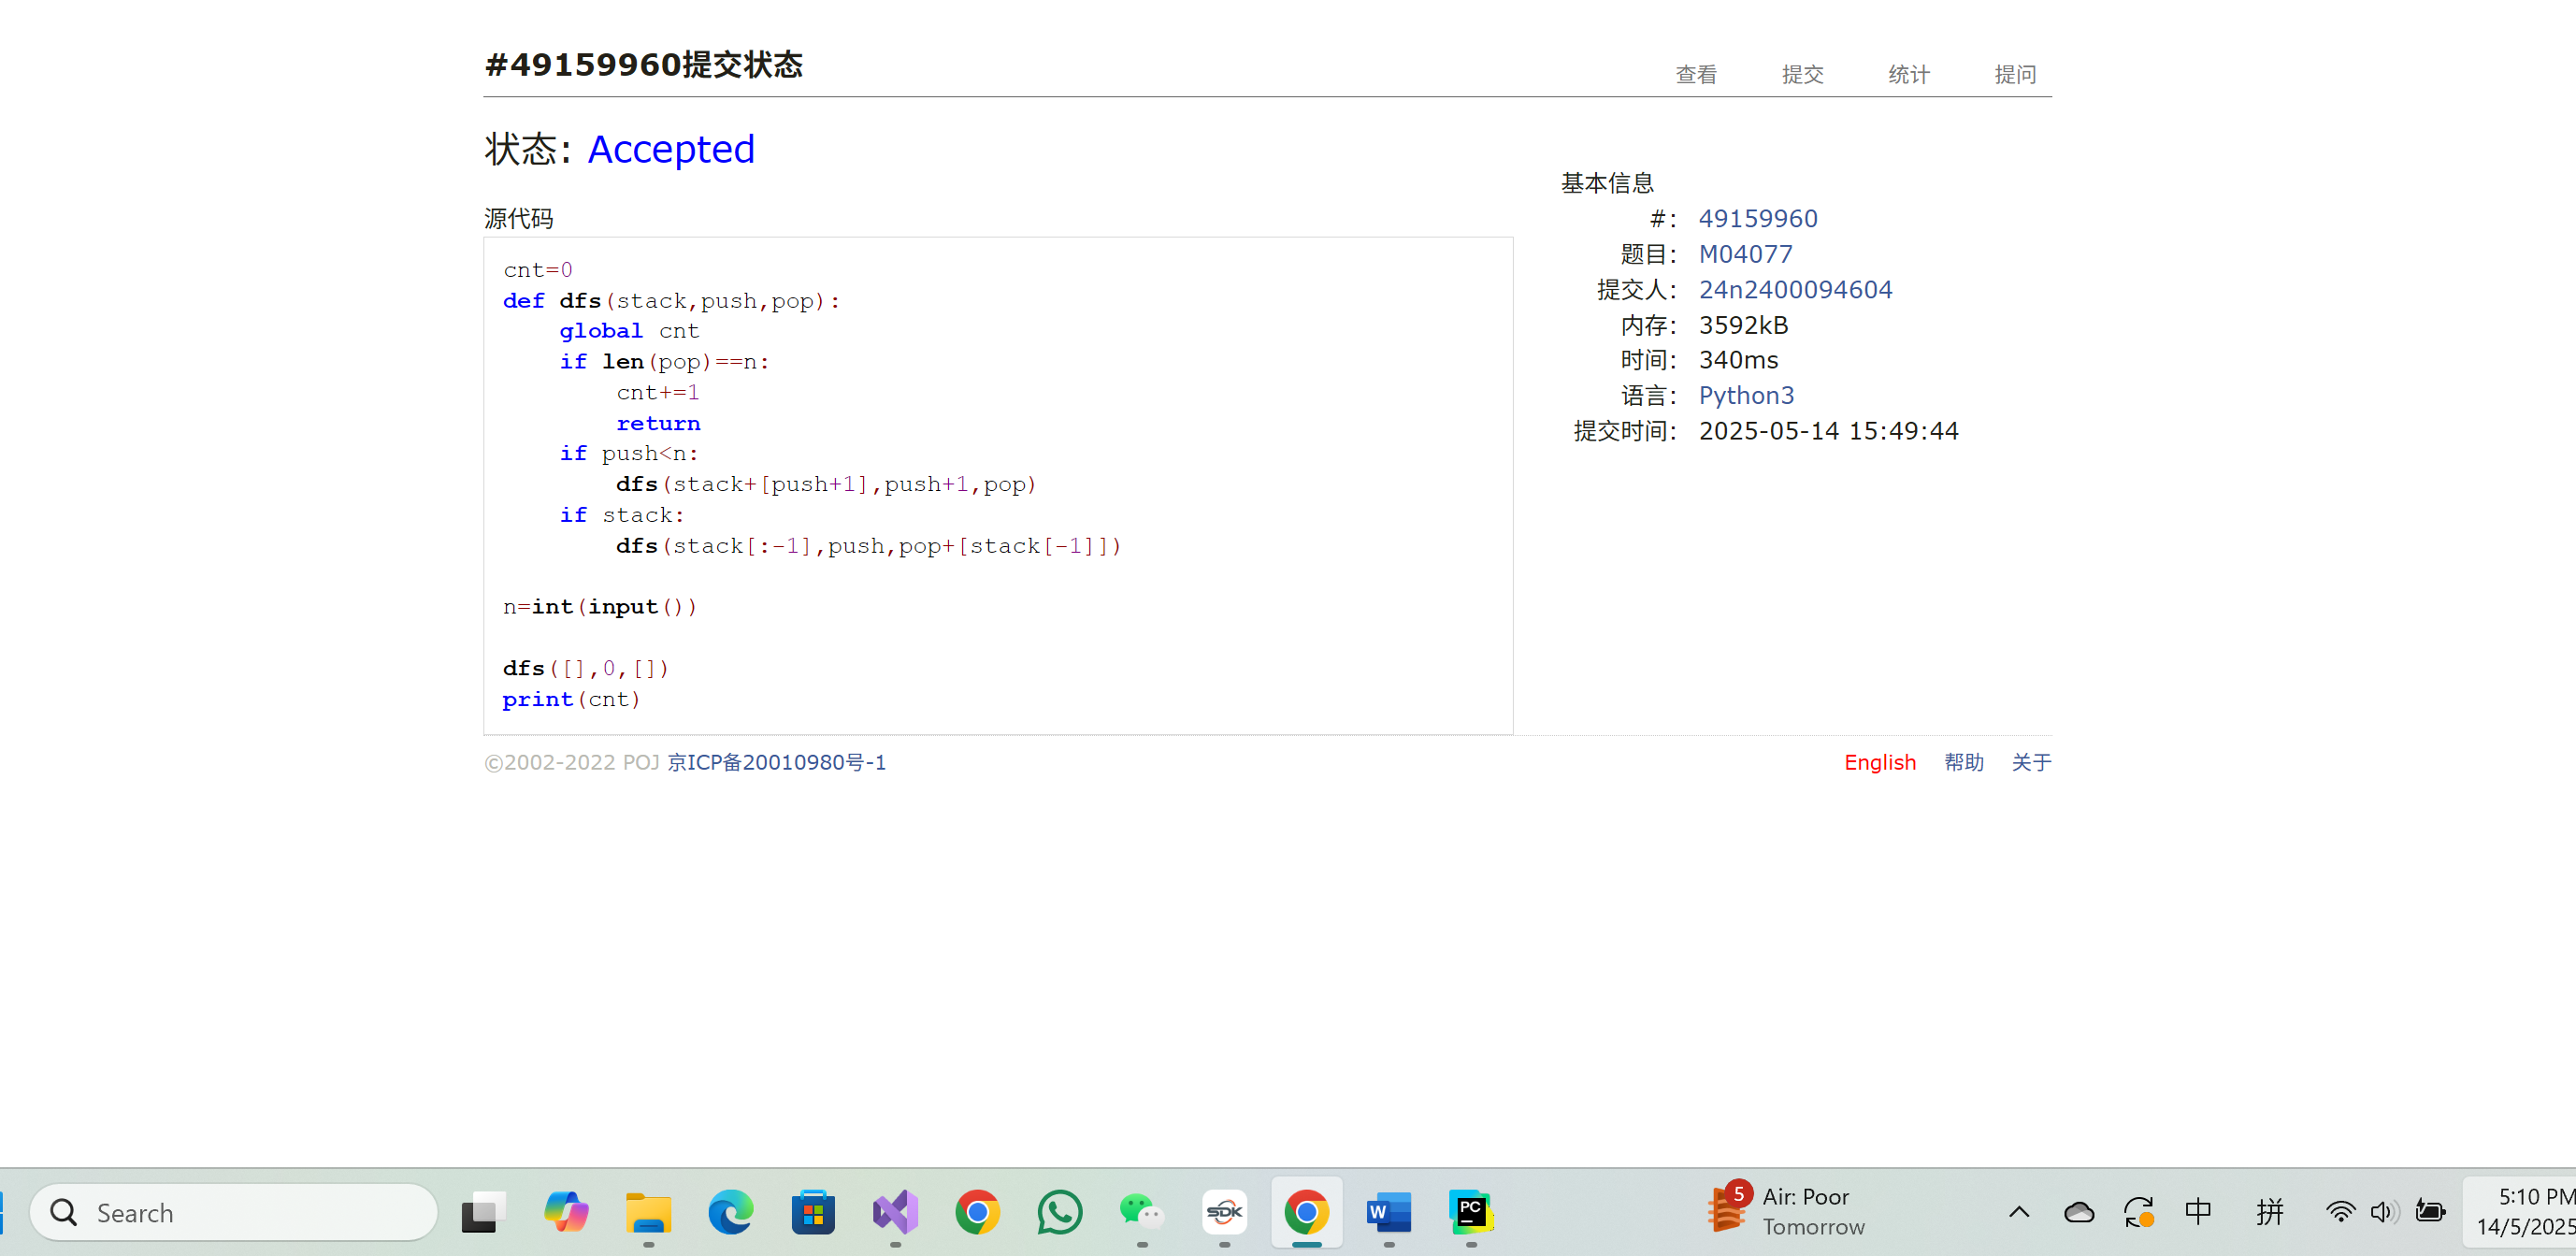 #49159960提交状态
查看 提交 统计 提问
状态: Accepted
源代码
cnt=0
def dfs(stack,push,pop):
    global cnt
    if len(pop)==n:
        cnt+=1
        return
    if push<n:
        dfs(stack+[push+1],push+1,pop)
    if stack:
        dfs(stack[:-1],push,pop+[stack[-1]])
n=int(input())
dfs([],0,[])
print(cnt)
基本信息
#: 49159960
题目: M04077
提交人: 24n2400094604
内存: 3592kB
时间: 340ms
语言: Python3
提交时间: 2025-05-14 15:49:44
©2002-2022 POJ 京ICP备20010980号-1
English 帮助 关于
Search
SDK
W
PC
5
Air: Poor
Tomorrow
中
拼
5:10 PM
14/5/2025